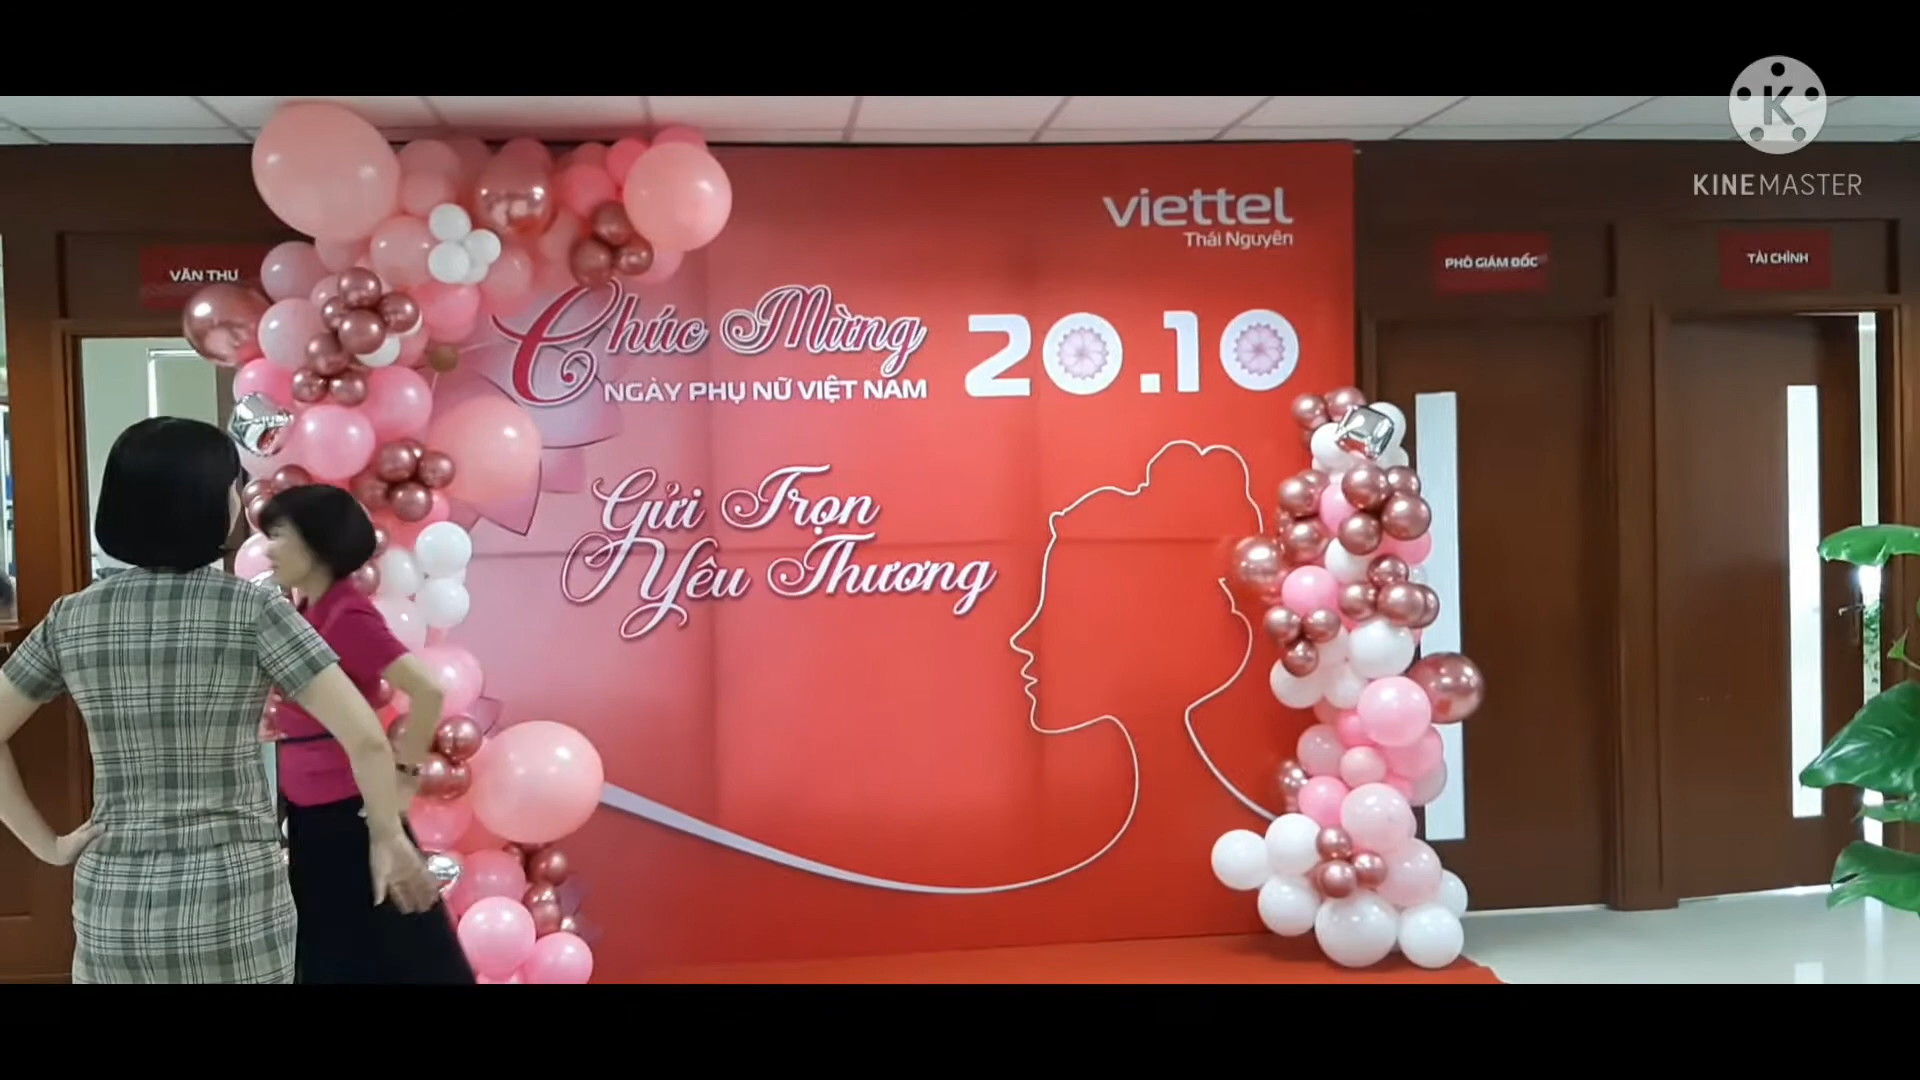 KINEMASTER
viettel
Thái Nguyên
VĂN THƯ
PHÓ GIÁM ĐỐC
TÀI CHÍNH
Chúc Mừng
20.10
NGÀY PHỤ NỮ VIỆT NAM
Gửi Trọn
Yêu Thương